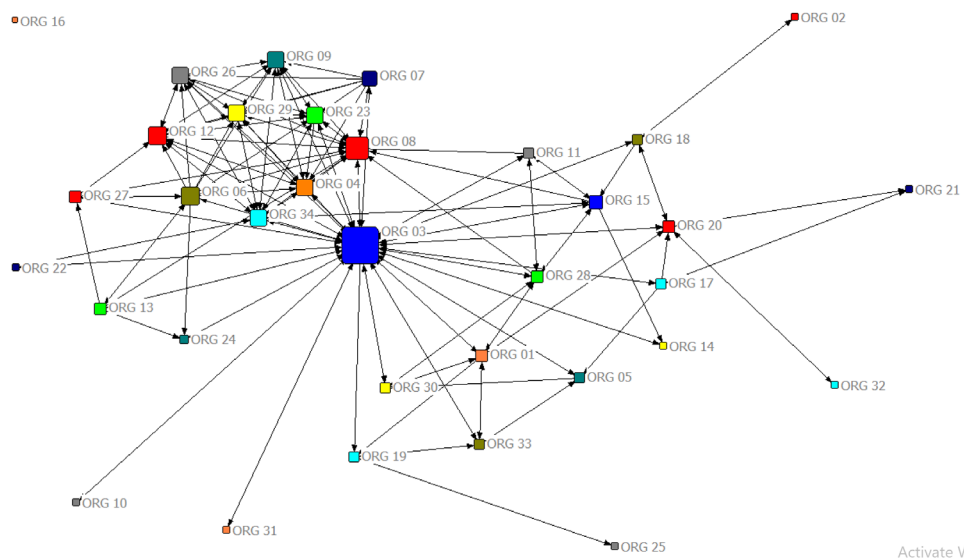 ORG 02
ORG 16
ORG 09
ORG 26
ORG 07
ORG 29
ORG 23
ORG 12
ORG 08
ORG 18
ORG 11
ORG 04
ORG 21
ORG 27
ORG 06
ORG 15
ORG 34
ORG 20
ORG 03
ORG 22
ORG 28
ORG 17
ORG 13
ORG 24
ORG 14
ORG 01
ORG 05
ORG 32
ORG 30
ORG 33
ORG 19
ORG 10
ORG 31
ORG 25
Activate W